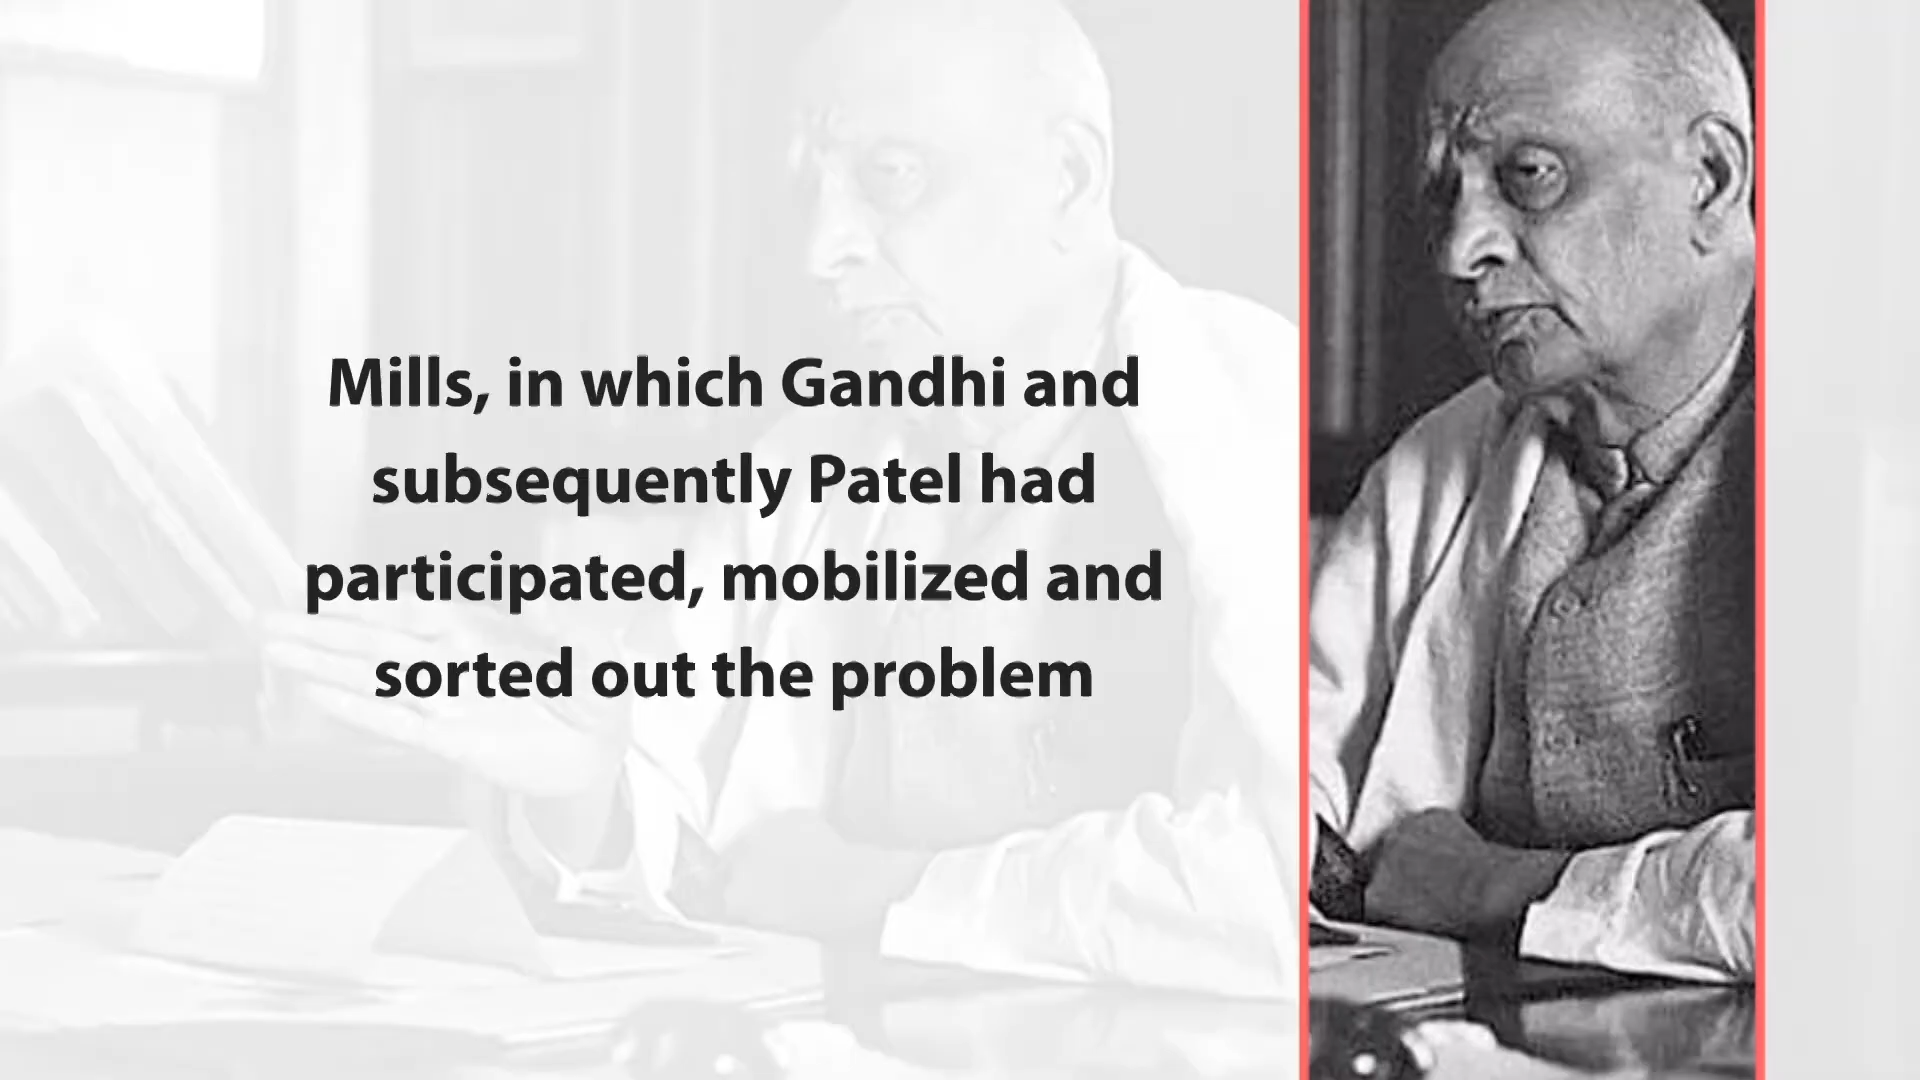 Mills, in which Gandhi and
subsequently Patel had
participated, mobilized and
sorted out the problem